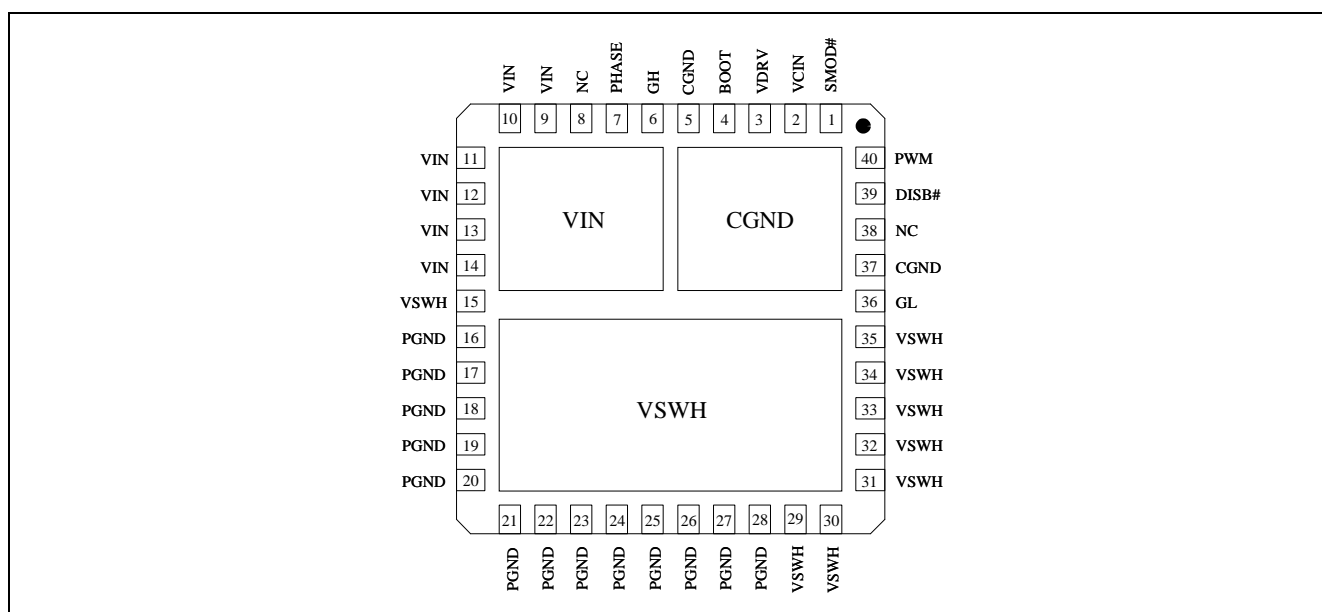 VIN VIN NC PHASE GH CGND BOOT VDRV VCIN SMOD#
10 9 8 7 6 5 4 3 2 1
VIN 11 40 PWM
VIN 12 39 DISB#
VIN CGND
VIN 13 38 NC
VIN 14 37 CGND
VSWH 15 36 GL
PGND 16 35 VSWH
PGND 17 34 VSWH
VSWH
PGND 18 33 VSWH
PGND 19 32 VSWH
PGND 20 31 VSWH
21 22 23 24 25 26 27 28 29 30
PGND PGND PGND PGND PGND PGND PGND PGND VSWH VSWH